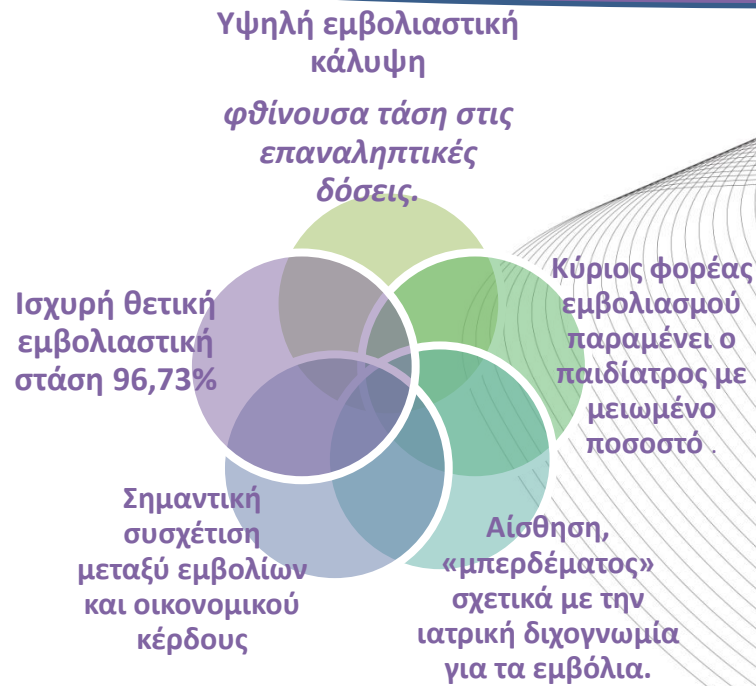 Υψηλή εμβολιαστική
κάλυψη
φθίνουσα τάση στις
επαναληπτικές
δόσεις.
Κύριος φορέας
εμβολιασμού
παραμένει ο
παιδίατρος με
μειωμένο
ποσοστό .
Αίσθηση,
«μπερδέματος»
σχετικά με την
ιατρική διχογνωμία
για τα εμβόλια.
Σημαντική
συσχέτιση
μεταξύ εμβολίων
και οικονομικού
κέρδους
Ισχυρή θετική
εμβολιαστική
στάση 96,73%